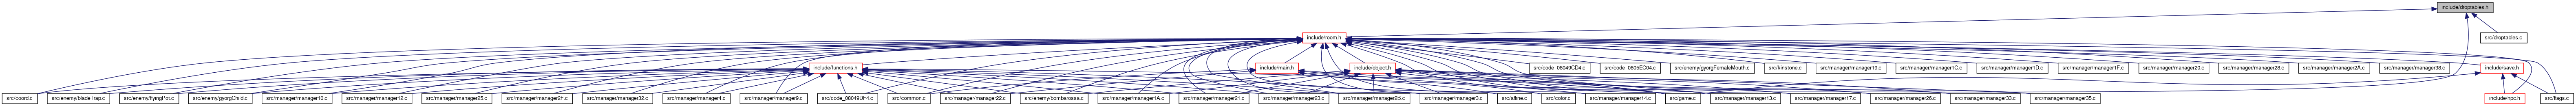 include/droptables.h
include/room.h
src/droptables.c
include/functions.h
include/main.h
include/object.h
src/code_08049CD4.c
src/code_0805EC04.c
src/enemy/gyorgFemaleMouth.c
src/kinstone.c
src/manager/manager19.c
src/manager/manager1C.c
src/manager/manager1D.c
src/manager/manager1F.c
src/manager/manager20.c
src/manager/manager28.c
src/manager/manager2A.c
src/manager/manager38.c
include/save.h
src/coord.c
src/enemy/bladeTrap.c
src/enemy/flyingPot.c
src/enemy/gyorgChild.c
src/manager/manager10.c
src/manager/manager12.c
src/manager/manager25.c
src/manager/manager2F.c
src/manager/manager32.c
src/manager/manager4.c
src/manager/manager9.c
src/code_08049DF4.c
src/common.c
src/manager/manager22.c
src/enemy/bombarossa.c
src/manager/manager1A.c
src/manager/manager21.c
src/manager/manager23.c
src/manager/manager2B.c
src/manager/manager3.c
src/affine.c
src/color.c
src/manager/manager14.c
src/game.c
src/manager/manager13.c
src/manager/manager17.c
src/manager/manager26.c
src/manager/manager33.c
src/manager/manager35.c
include/npc.h
src/flags.c